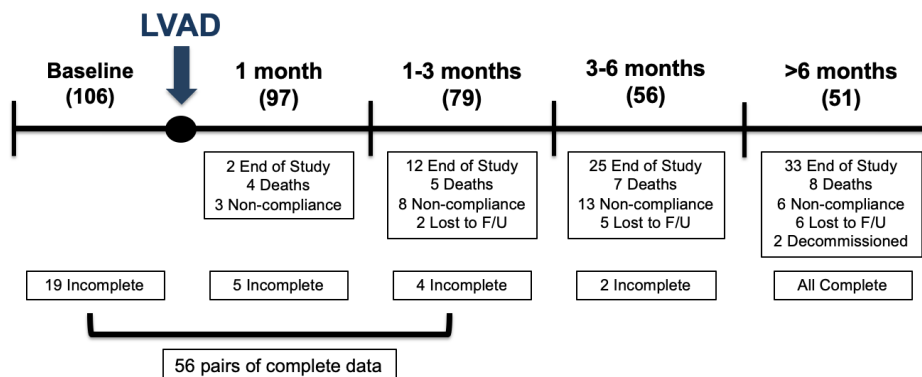 LVAD
Baseline
(106)
1 month
(97)
1-3 months
(79)
3-6 months
(56)
>6 months
(51)
2 End of Study
4 Deaths
3 Non-compliance
12 End of Study
5 Deaths
8 Non-compliance
2 Lost to F/U
25 End of Study
7 Deaths
13 Non-compliance
5 Lost to F/U
33 End of Study
8 Deaths
6 Non-compliance
6 Lost to F/U
2 Decommissioned
19 Incomplete
5 Incomplete
4 Incomplete
2 Incomplete
All Complete
56 pairs of complete data